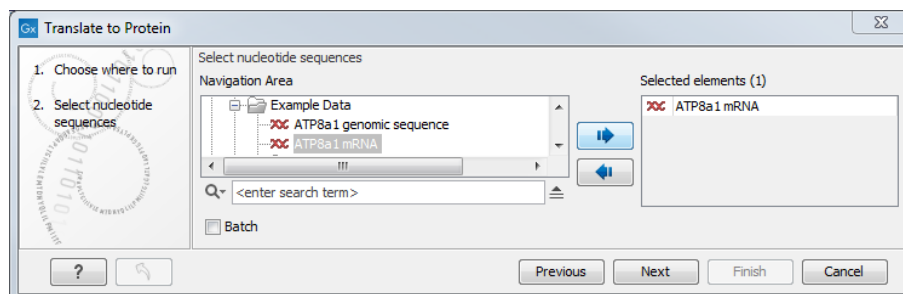 Gx Translate to Protein
1. Choose where to run
2. Select nucleotide
sequences
Select nucleotide sequences
Navigation Area
Example Data
ATP8a1 genomic sequence
ATP8a1 mRNA
<enter search term>
Batch
Selected elements (1)
ATP8a1 mRNA
?
Previous
Next
Finish
Cancel